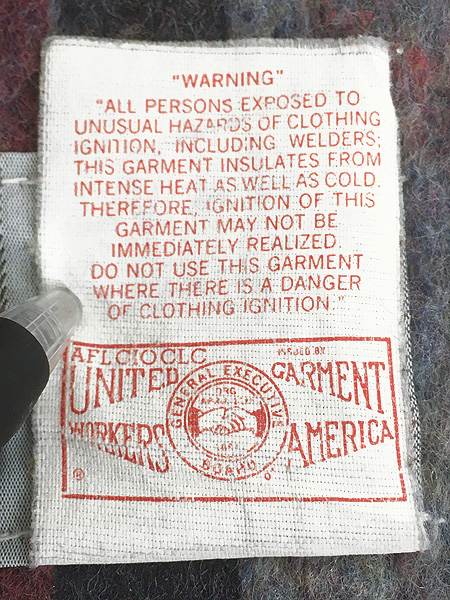 "WARNING"
"ALL PERSONS EXPOSED TO
UNUSUAL HAZARDS OF CLOTHING
IGNITION, INCLUDING WELDERS;
THIS GARMENT INSULATES FROM
INTENSE HEAT AS WELL AS COLD.
THEREFORE, IGNITION OF THIS
GARMENT MAY NOT BE
IMMEDIATELY REALIZED.
DO NOT USE THIS GARMENT
WHERE THERE IS A DANGER
OF CLOTHING IGNITION."
AFLCIOCLC ISSUED BY
UNITED GARMENT
WORKERS AMERICA
GENERAL EXECUTIVE
BOARD
®